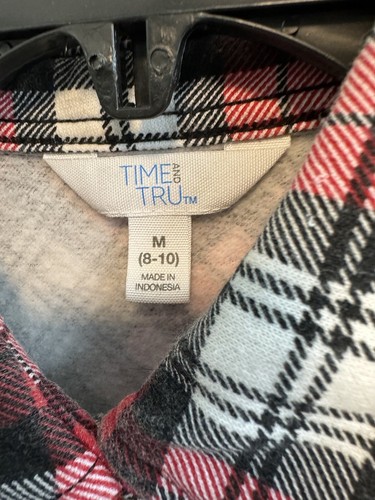 TIME AND
TRU™
M
(8-10)
MADE IN
INDONESIA